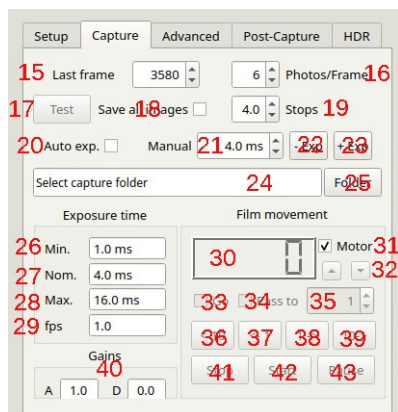 Setup Capture Advanced Post-Capture HDR
15 Last frame 3580 6 Photos/Frame 16
17 Test Save all images 18 4.0 Stops 19
20 Auto exp. Manual 21 4.0 ms - Exp 22 + Exp 23
Select capture folder 24 Folder 25
Exposure time Film movement
26 Min. 1.0 ms 30 0 Motor 31
27 Nom. 4.0 ms 32
28 Max. 16.0 ms 33 34 to 35 1
29 fps 1.0 36 37 38 39
Gains
40 41 42 43
A 1.0 D 0.0